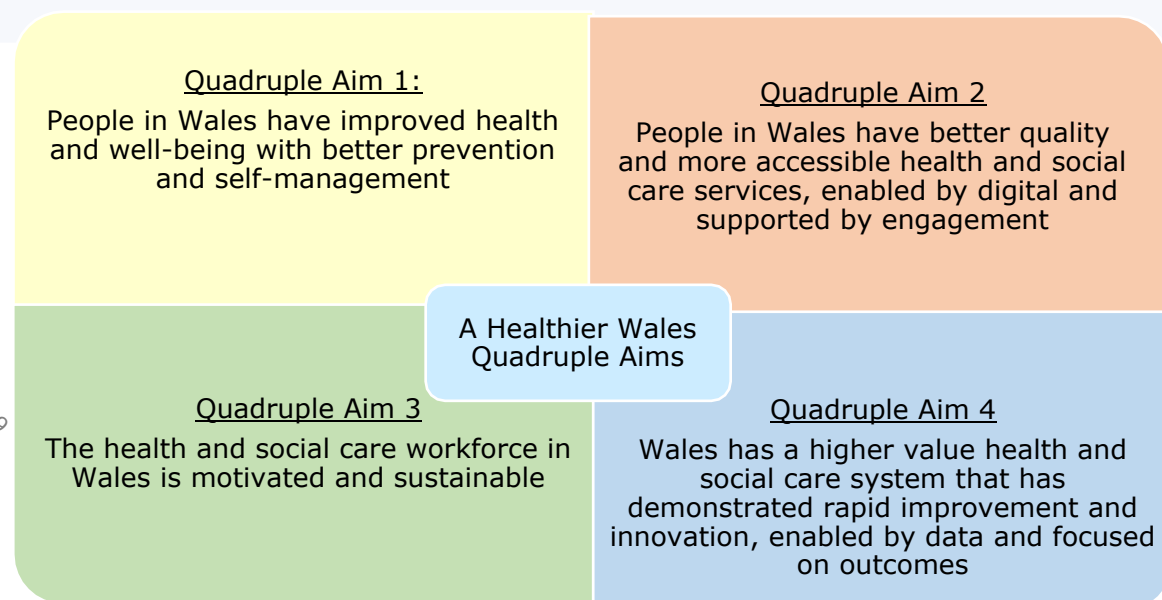 Quadruple Aim 1:
People in Wales have improved health
and well-being with better prevention
and self-management
Quadruple Aim 2
People in Wales have better quality
and more accessible health and social
care services, enabled by digital and
supported by engagement
A Healthier Wales
Quadruple Aims
Quadruple Aim 3
The health and social care workforce in
Wales is motivated and sustainable
Quadruple Aim 4
Wales has a higher value health and
social care system that has
demonstrated rapid improvement and
innovation, enabled by data and focused
on outcomes